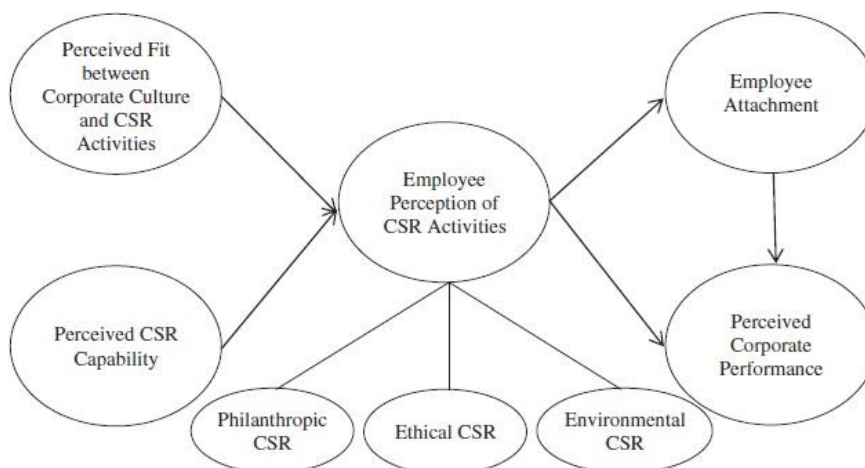 Perceived Fit
between
Corporate Culture
and CSR
Activities
Employee
Attachment
Employee
Perception of
CSR Activities
Perceived CSR
Capability
Perceived
Corporate
Performance
Philanthropic
CSR
Ethical CSR
Environmental
CSR